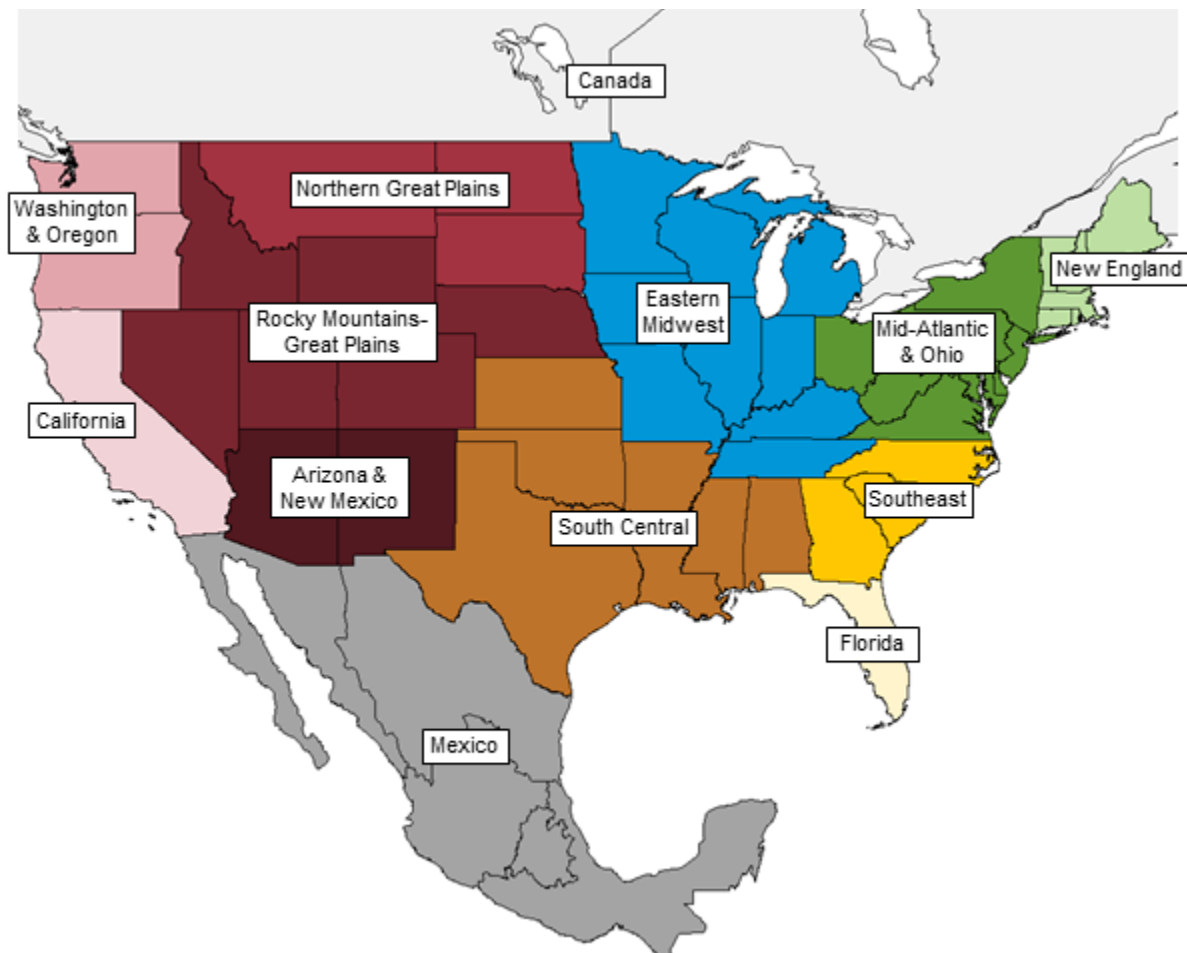 Canada
Northern Great Plains
Washington
& Oregon
New England
Eastern
Midwest
Rocky Mountains-
Great Plains
Mid-Atlantic
& Ohio
California
Arizona &
New Mexico
Southeast
South Central
Florida
Mexico